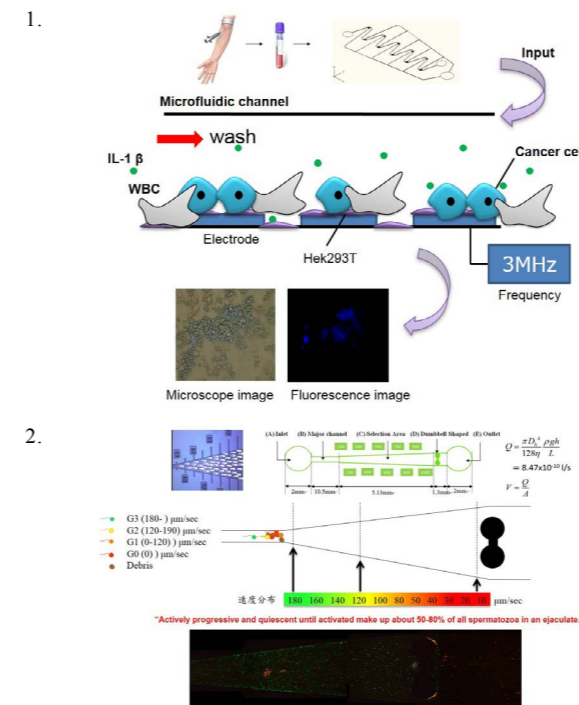 1.
Input
Microfluidic channel
wash
IL-1 β
Cancer ce
WBC
Electrode
Hek293T
3MHz
Frequency
Microscope image Fluorescence image
2.
(A) Inlet (B) Major channel (C) Selection Area (D) Dumbbell Shaped (E) Outlet
Q = πDₕ⁴/128η ρgh/L
= 8.47x10⁻¹⁰ l/s
V = Q/A
2mm 10.5mm 5.13mm 1.3mm 2mm
G3 (180- ) μm/sec
G2 (120-190) μm/sec
G1 (0-120) ) μm/sec
G0 (0) ) μm/sec
Debris
速度分布 180 160 140 120 100 80 50 40 30 20 10 μm/sec
"Actively progressive and quiescent until activated make up about 50-80% of all spermatozoa in an ejaculate.